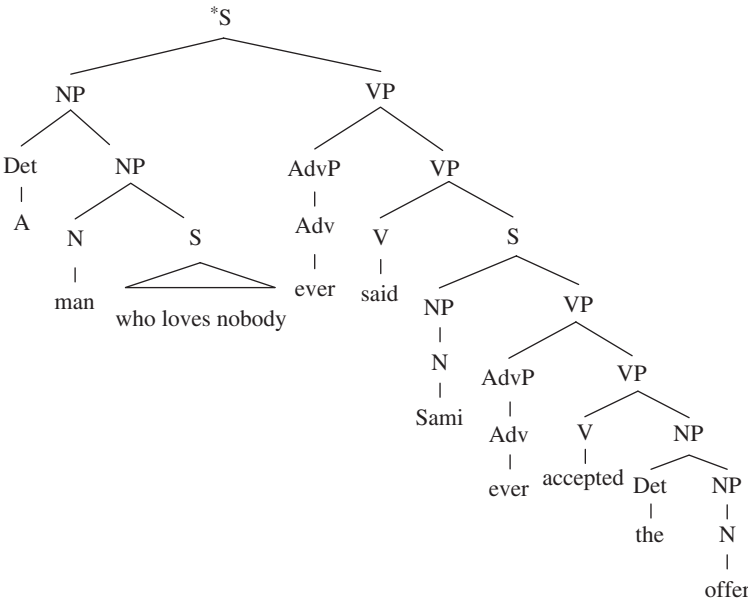 *S
NP VP
Det NP AdvP VP
A N S Adv V S
man who loves nobody ever said NP VP
N AdvP VP
Sami Adv V NP
ever accepted Det NP
the N
offer